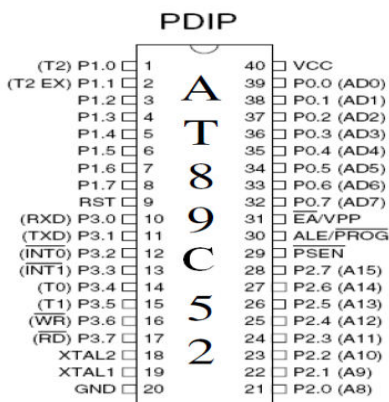 PDIP
(T2) P1.0 1 40 VCC
(T2 EX) P1.1 2 39 P0.0 (AD0)
P1.2 3 38 P0.1 (AD1)
P1.3 4 37 P0.2 (AD2)
P1.4 5 36 P0.3 (AD3)
P1.5 6 35 P0.4 (AD4)
P1.6 7 34 P0.5 (AD5)
P1.7 8 33 P0.6 (AD6)
RST 9 32 P0.7 (AD7)
(RXD) P3.0 10 31 E̅A̅/VPP
(TXD) P3.1 11 30 ALE/P̅R̅O̅G̅
(I̅N̅T̅0̅) P3.2 12 29 P̅S̅E̅N̅
(I̅N̅T̅1̅) P3.3 13 28 P2.7 (A15)
(T0) P3.4 14 27 P2.6 (A14)
(T1) P3.5 15 26 P2.5 (A13)
(W̅R̅) P3.6 16 25 P2.4 (A12)
(R̅D̅) P3.7 17 24 P2.3 (A11)
XTAL2 18 23 P2.2 (A10)
XTAL1 19 22 P2.1 (A9)
GND 20 21 P2.0 (A8)
AT89C52